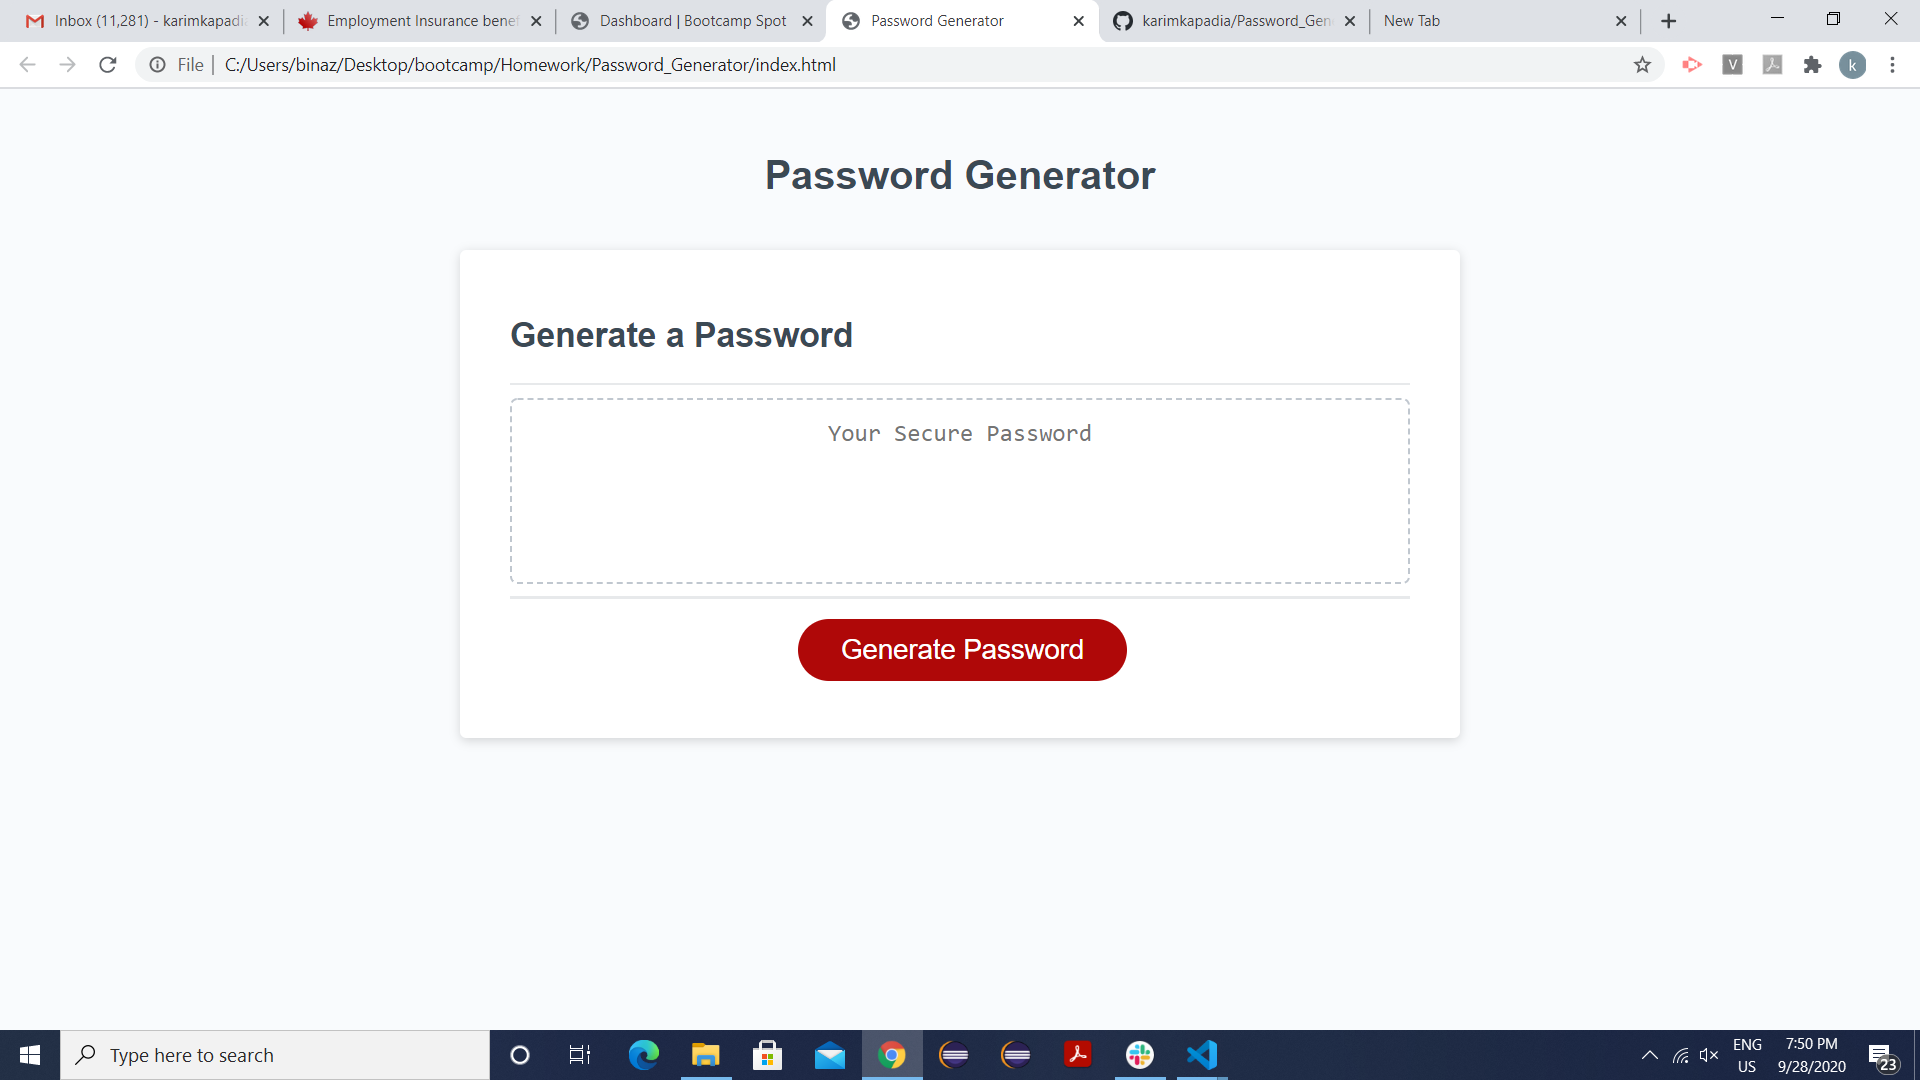 Inbox (11,281) - karimkapadi
Employment Insurance benef
Dashboard | Bootcamp Spot
Password Generator
karimkapadia/Password_Gen
New Tab
File
C:/Users/binaz/Desktop/bootcamp/Homework/Password_Generator/index.html
V
k
Password Generator
Generate a Password
Your Secure Password
Generate Password
Type here to search
ENG
US
7:50 PM
9/28/2020
23